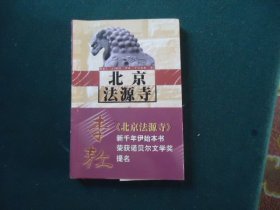 北京
法源寺
李敖
《北京法源寺》
新千年伊始本书
荣获诺贝尔文学奖
提名